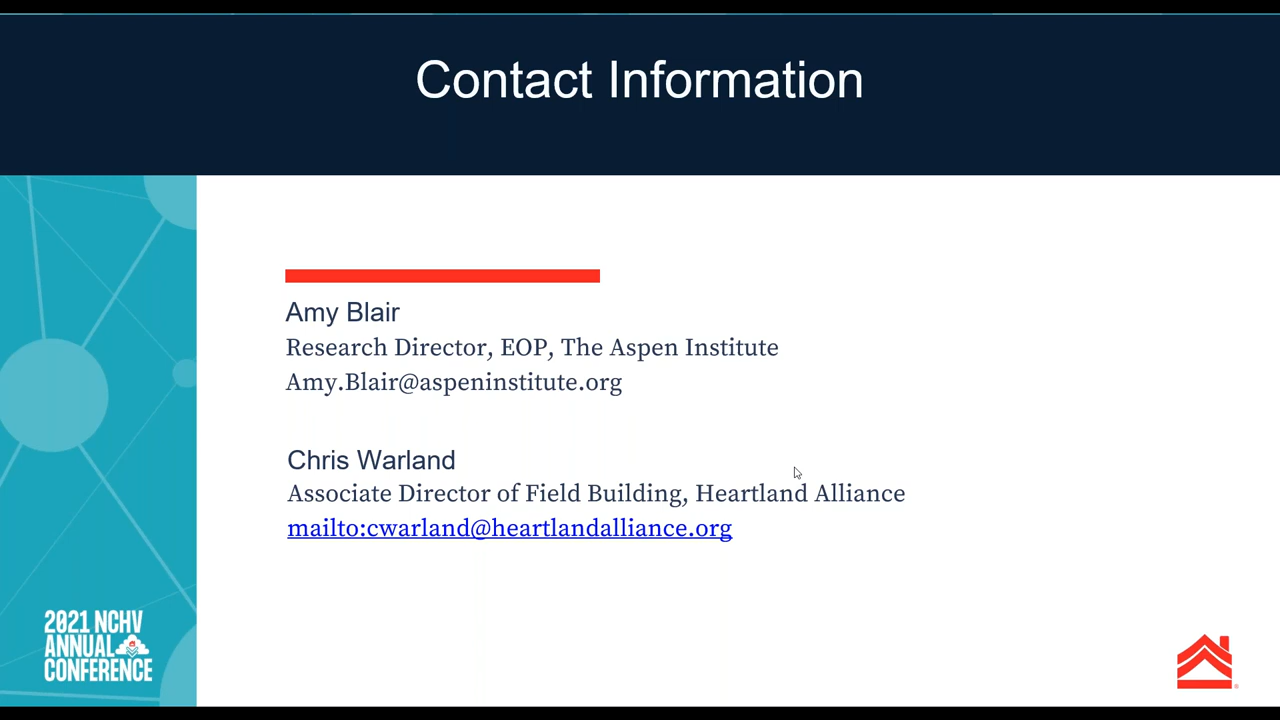 Contact Information
Amy Blair
Research Director, EOP, The Aspen Institute
Amy.Blair@aspeninstitute.org
Chris Warland
Associate Director of Field Building, Heartland Alliance
mailto:cwarland@heartlandalliance.org
2021 NCHV
ANNUAL
CONFERENCE